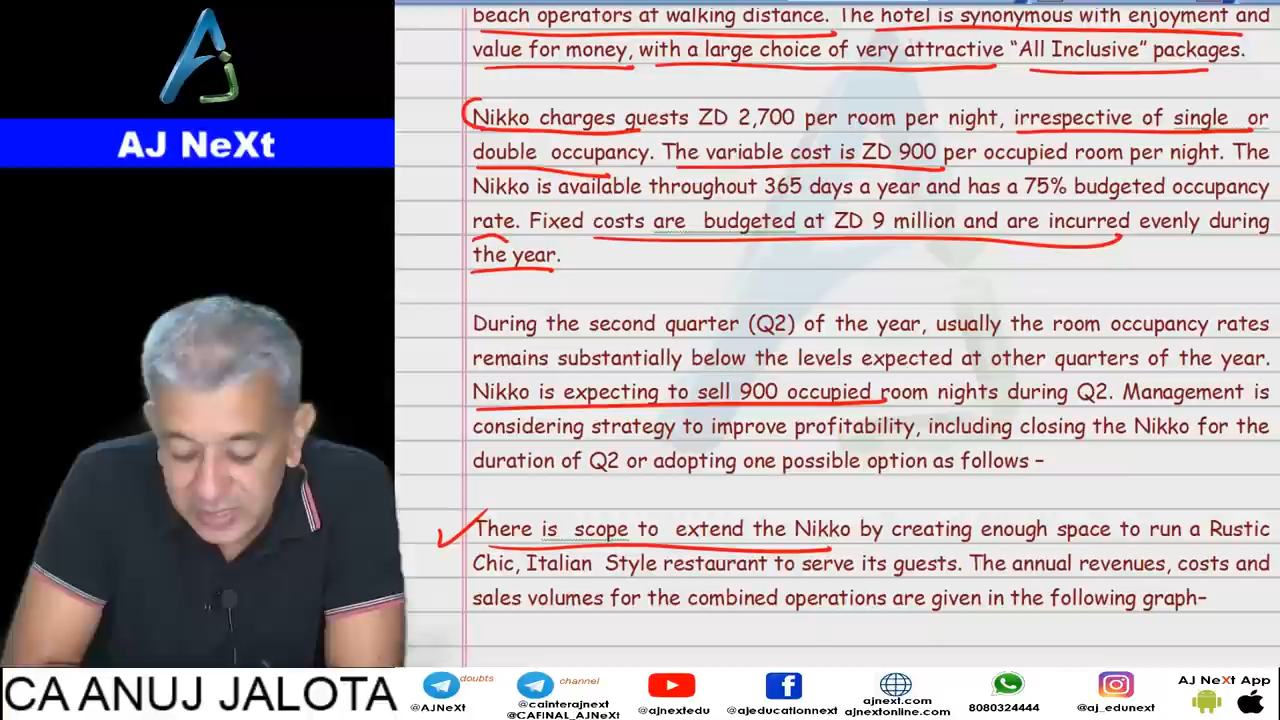 beach operators at walking distance. The hotel is synonymous with enjoyment and
value for money, with a large choice of very attractive “All Inclusive” packages.
Nikko charges guests ZD 2,700 per room per night, irrespective of single or
double occupancy. The variable cost is ZD 900 per occupied room per night. The
Nikko is available throughout 365 days a year and has a 75% budgeted occupancy
rate. Fixed costs are budgeted at ZD 9 million and are incurred evenly during
the year.
During the second quarter (Q2) of the year, usually the room occupancy rates
remains substantially below the levels expected at other quarters of the year.
Nikko is expecting to sell 900 occupied room nights during Q2. Management is
considering strategy to improve profitability, including closing the Nikko for the
duration of Q2 or adopting one possible option as follows –
There is scope to extend the Nikko by creating enough space to run a Rustic
Chic, Italian Style restaurant to serve its guests. The annual revenues, costs and
sales volumes for the combined operations are given in the following graph–
AJ NeXt
CA ANUJ JALOTA
doubts
@AJNeXt
channel
@cainterajnext
@CAFINAL_AJNeXt
@ajnextedu
@ajeducationnext
ajnext.com
ajnextonline.com
8080324444
@aj_edunext
AJ NeXt App